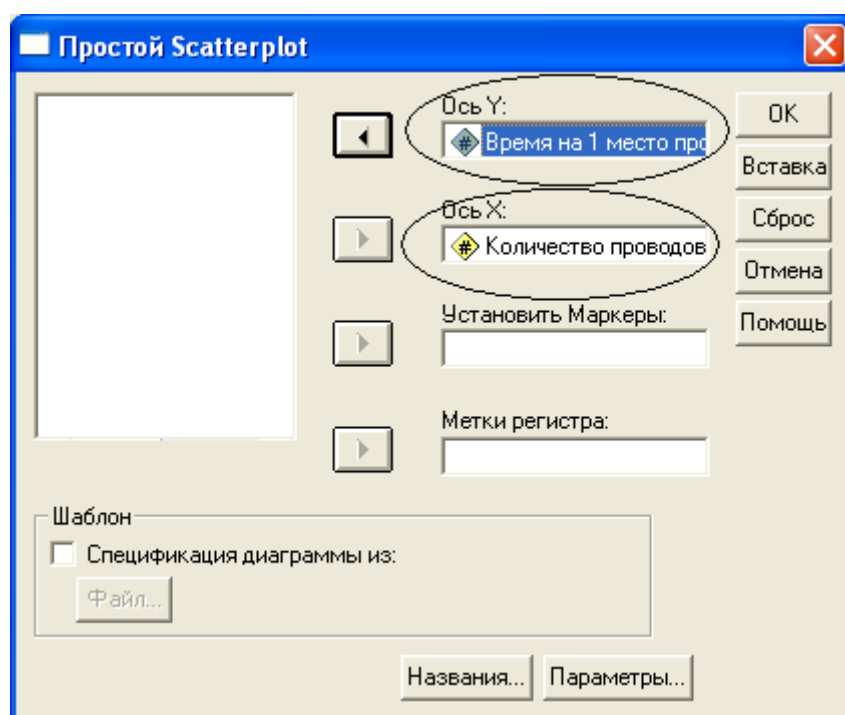 Простой Scatterplot
Ось Y:
# Время на 1 место про
Ось X:
# Количество проводов
Установить Маркеры:
Метки регистра:
OK
Вставка
Сброс
Отмена
Помощь
Шаблон
Спецификация диаграммы из:
Файл...
Названия...
Параметры...